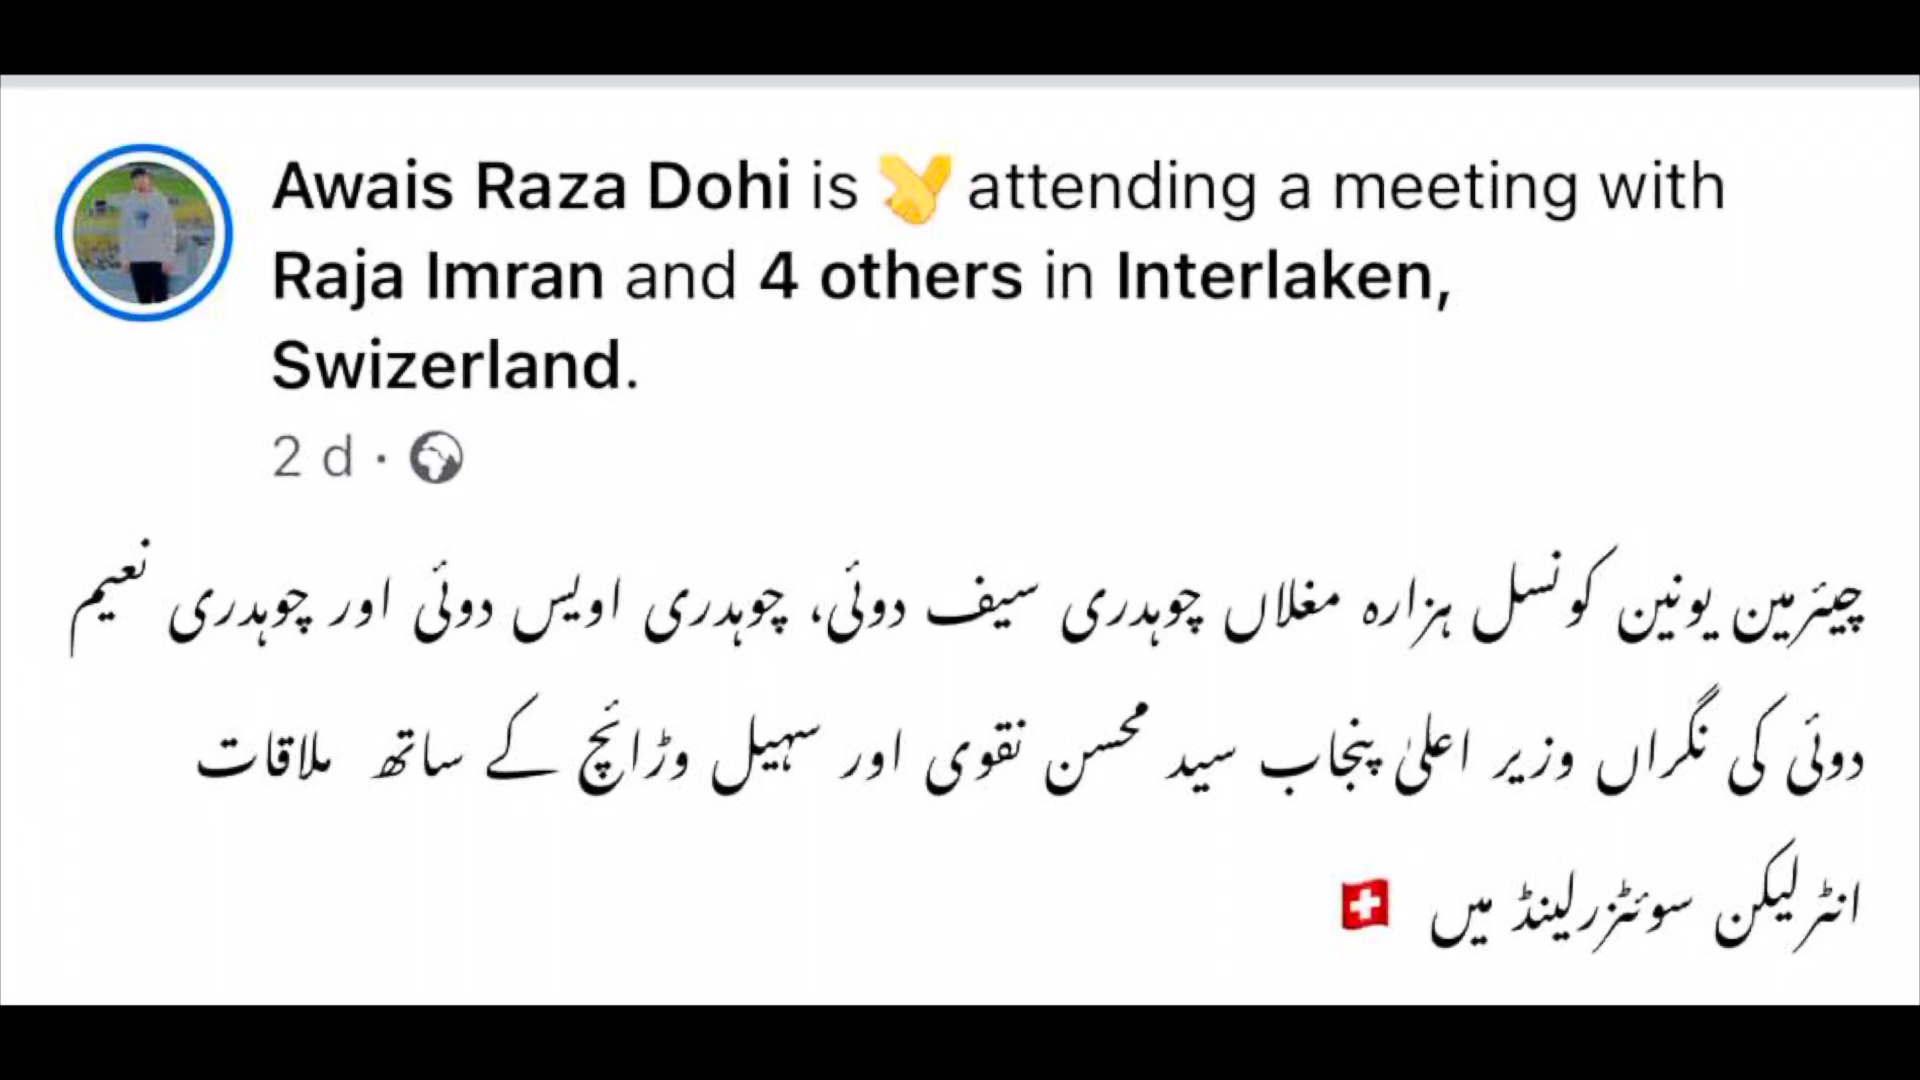 Awais Raza Dohi is 🤝 attending a meeting with
Raja Imran and 4 others in Interlaken,
Swizerland.
2 d ·
چیئرمین یونین کونسل ہزارہ مغلاں چوہدری سیف دوئی، چوہدری اویس دوئی اور چوہدری نعیم
دوئی کی نگراں وزیر اعلیٰ پنجاب سید محسن نقوی اور سہیل وڑائچ کے ساتھ ملاقات
انٹرلیکن سوئٹزرلینڈ میں 🇨🇭